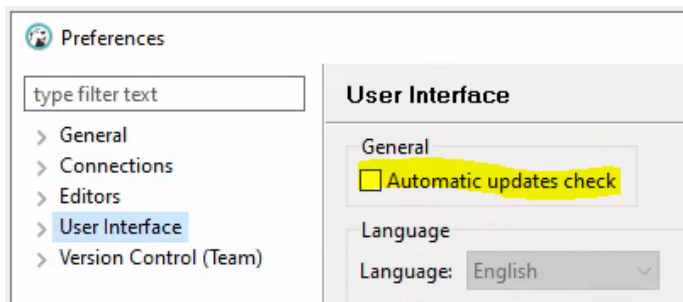 Preferences
type filter text
General
Connections
Editors
User Interface
Version Control (Team)
User Interface
General
Automatic updates check
Language
Language: English